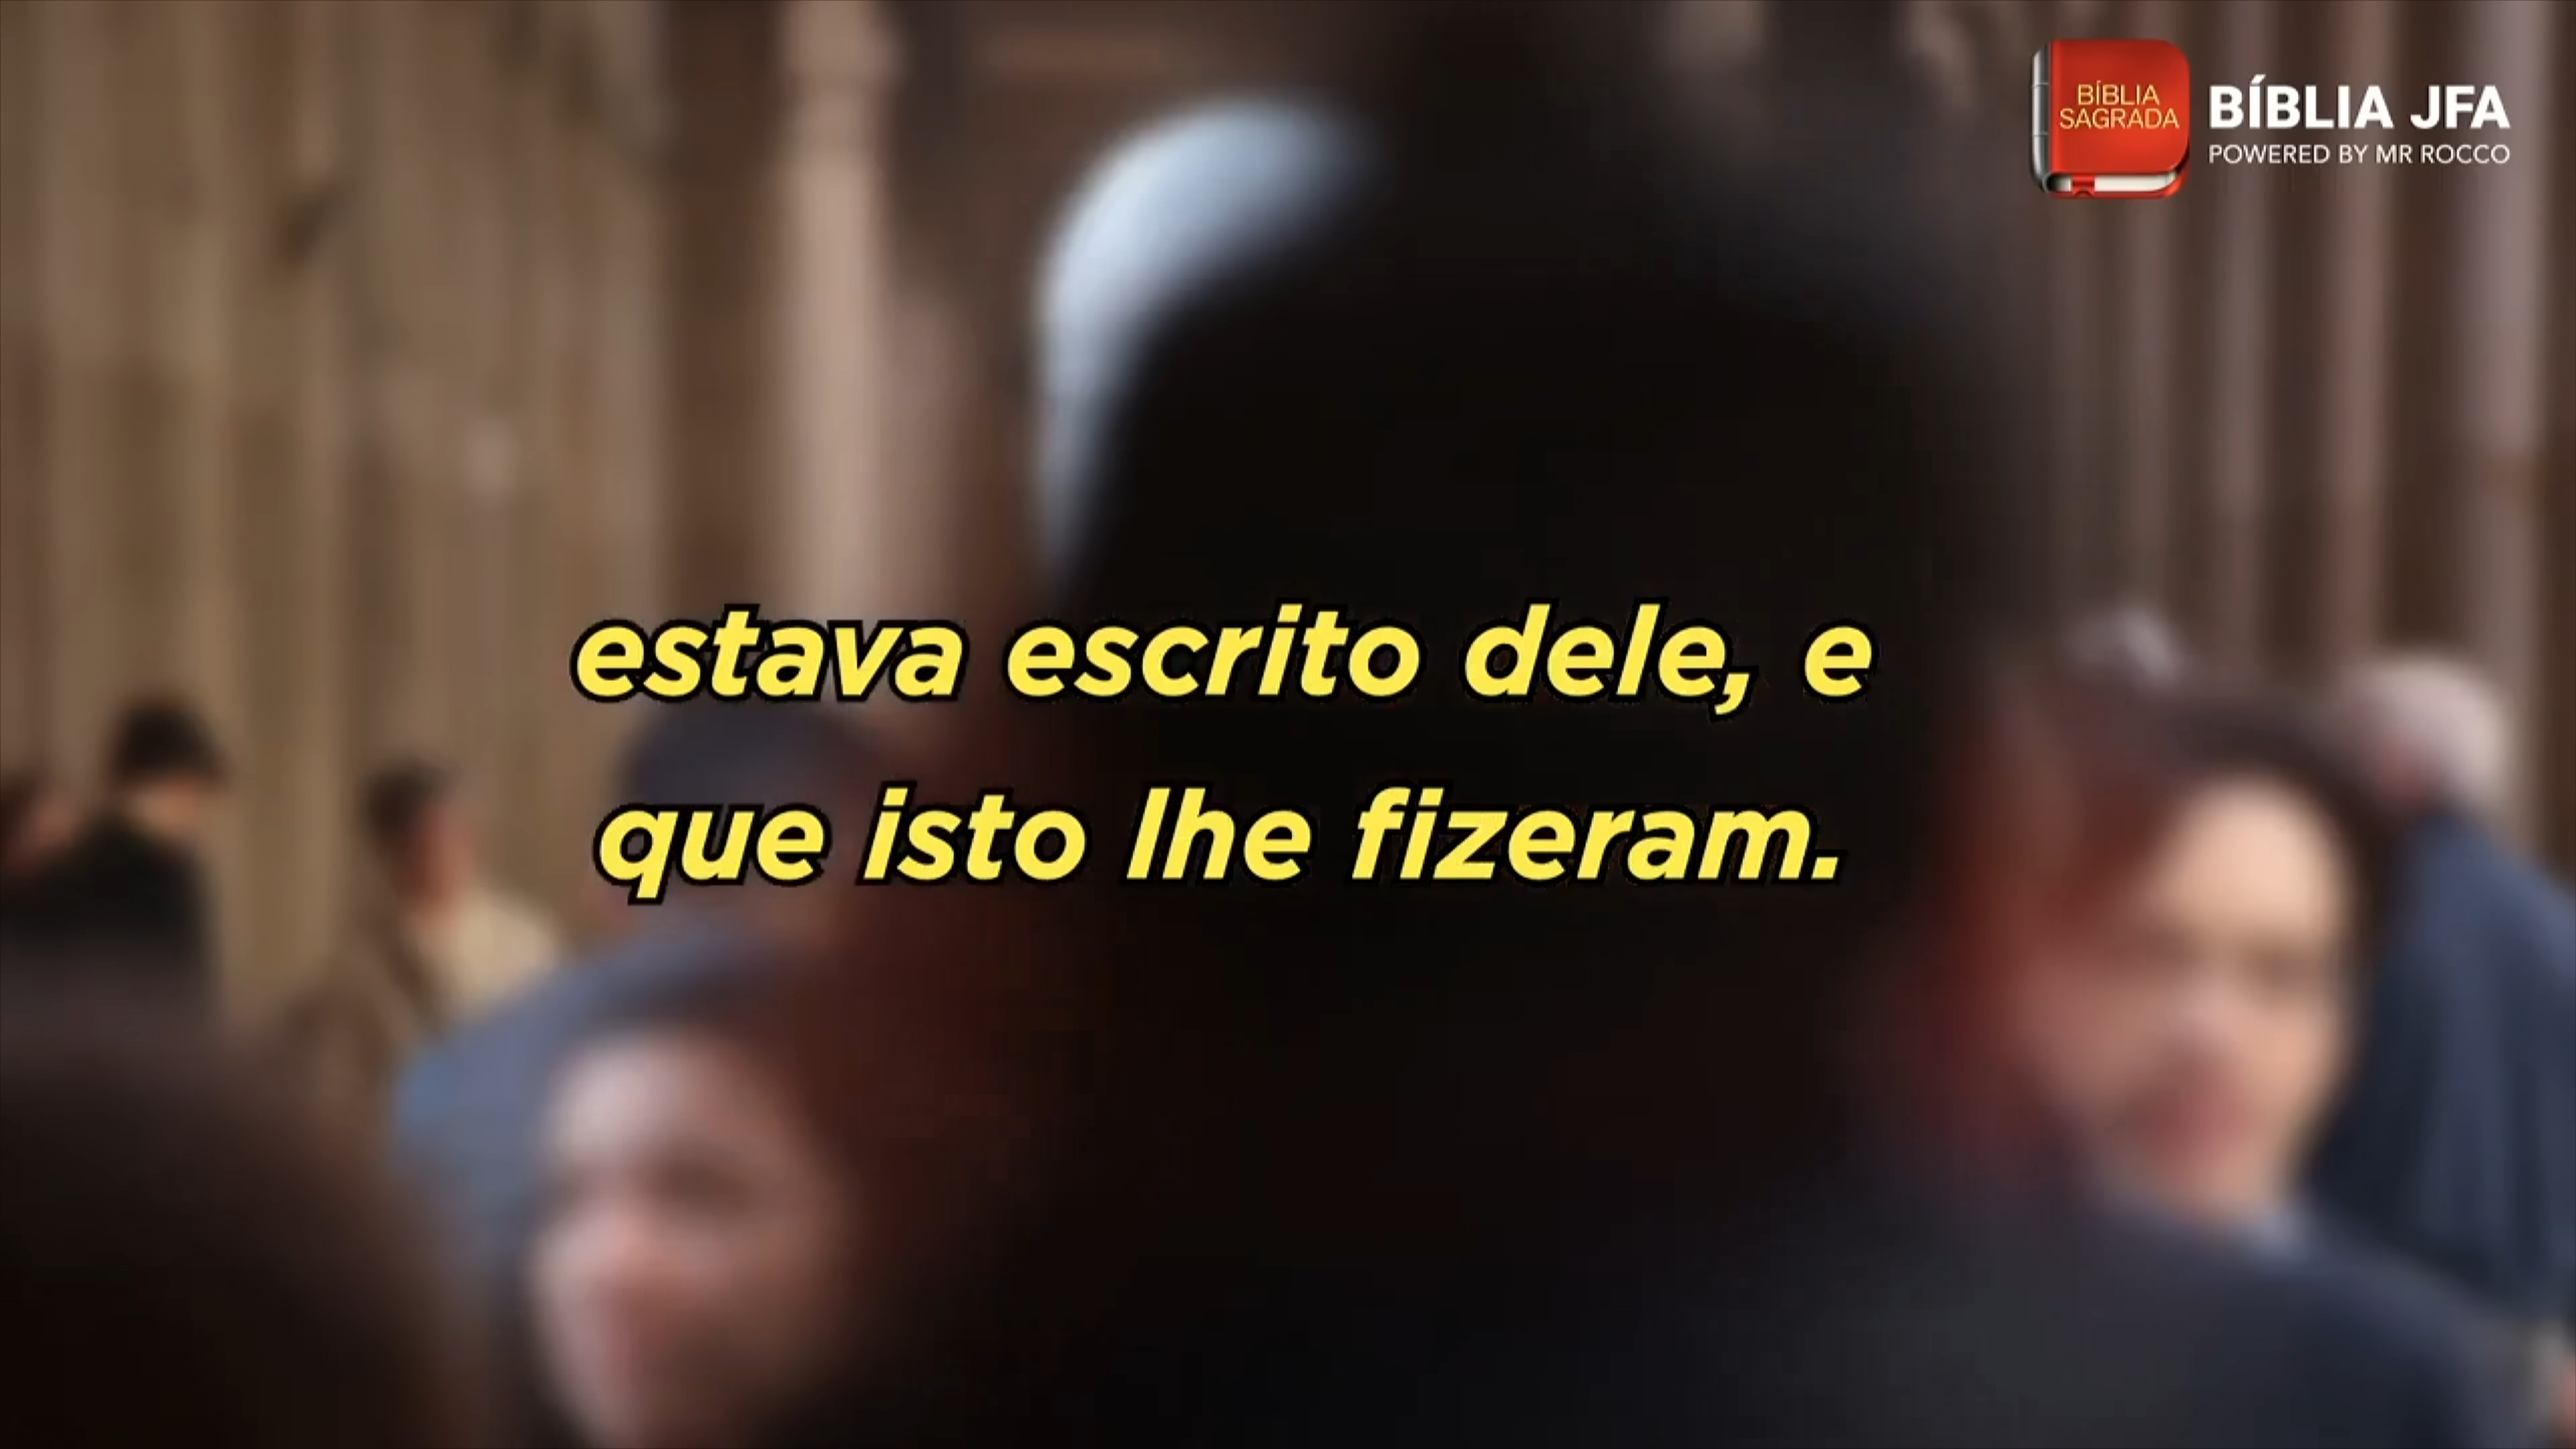 BÍBLIA
SAGRADA
BÍBLIA JFA
POWERED BY MR ROCCO
estava escrito dele, e
que isto lhe fizeram.